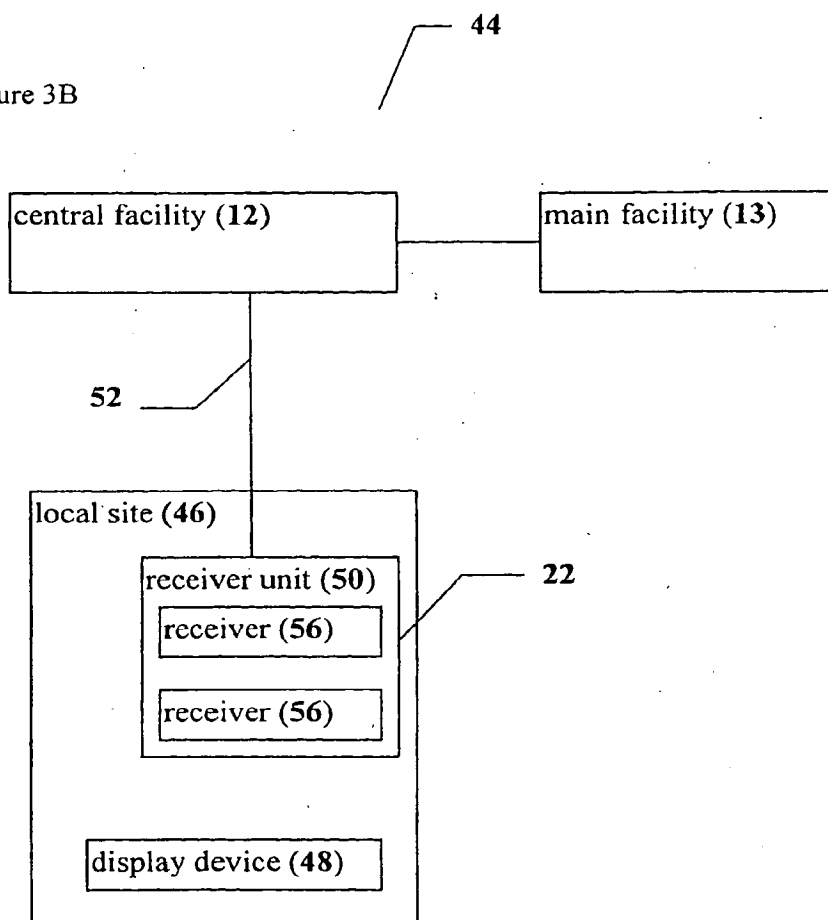 44
ure 3B
central facility (12)
main facility (13)
52
local site (46)
receiver unit (50)
22
receiver (56)
receiver (56)
display device (48)